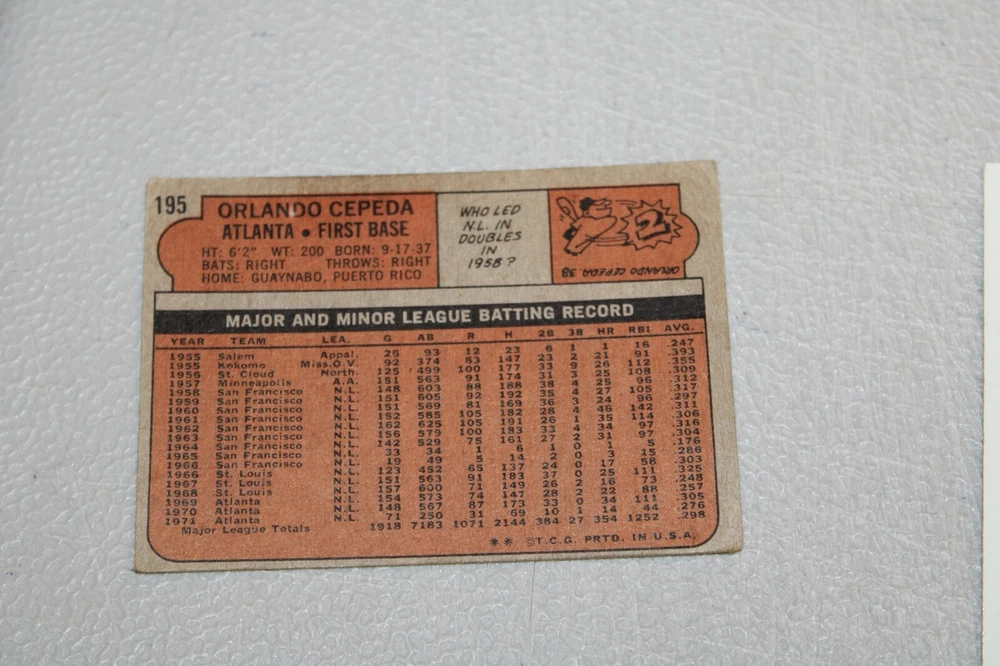 195
ORLANDO CEPEDA
ATLANTA • FIRST BASE
HT: 6'2" WT: 200 BORN: 9-17-37
BATS: RIGHT THROWS: RIGHT
HOME: GUAYNABO, PUERTO RICO
WHO LED
N.L. IN
DOUBLES
IN
1958?
2
ORLANDO CEPEDA 38
MAJOR AND MINOR LEAGUE BATTING RECORD
YEAR TEAM LEA. G AB R H 2B 3B HR RBI AVG.
1955 Salem Appal. 26 93 12 23 6 1 1 16 .247
1955 Kokomo Miss.O.V. 92 374 83 147 23 2 21 91 .393
1956 St. Cloud North. 125 499 100 177 33 9 26 112 .355
1957 Minneapolis A.A. 151 563 91 174 31 3 25 108 .309
1958 San Francisco N.L. 148 603 88 188 38 4 25 96 .312
1959 San Francisco N.L. 151 605 92 192 35 4 27 105 .317
1960 San Francisco N.L. 151 569 81 169 36 3 24 96 .297
1961 San Francisco N.L. 152 585 105 182 28 4 46 142 .311
1962 San Francisco N.L. 162 625 105 191 26 1 35 114 .306
1963 San Francisco N.L. 156 579 100 183 33 4 34 97 .316
1964 San Francisco N.L. 142 529 75 161 27 2 31 97 .304
1965 San Francisco N.L. 33 34 1 6 1 0 1 5 .176
1966 San Francisco N.L. 19 49 5 14 2 0 3 15 .286
1966 St. Louis N.L. 123 452 65 137 24 0 17 58 .303
1967 St. Louis N.L. 151 563 91 183 37 0 25 111 .325
1968 St. Louis N.L. 157 600 71 149 26 2 16 73 .248
1969 Atlanta N.L. 154 573 74 147 28 2 22 88 .257
1970 Atlanta N.L. 148 567 87 173 33 0 34 111 .305
1971 Atlanta N.L. 71 250 31 69 10 1 14 44 .276
Major League Totals 1918 7183 1071 2144 384 27 354 1252 .298
** T.C.G. PRTD. IN U.S.A.